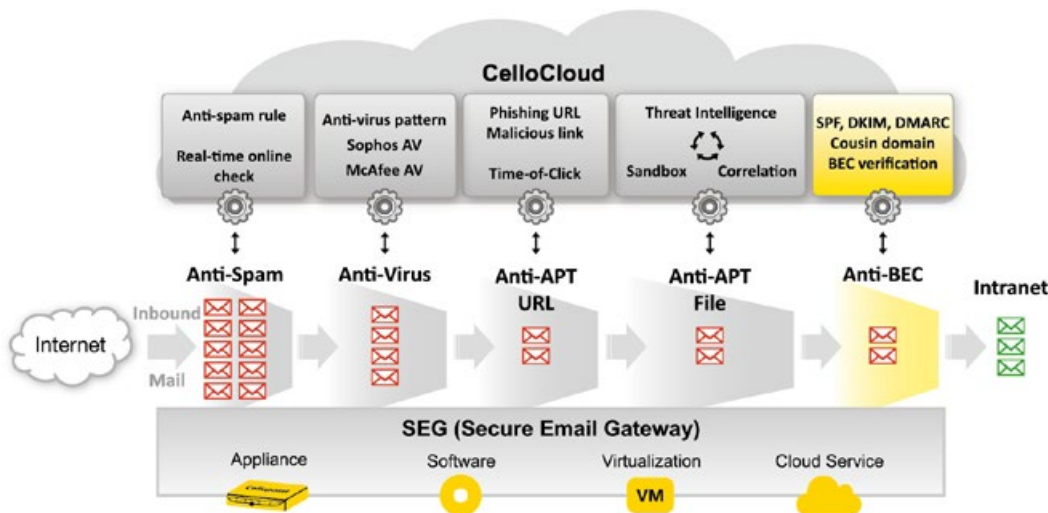 CelloCloud
Anti-spam rule
Real-time online
check
Anti-virus pattern
Sophos AV
McAfee AV
Phishing URL
Malicious link
Time-of-Click
Threat Intelligence
Sandbox
Correlation
SPF, DKIM, DMARC
Cousin domain
BEC verification
Anti-Spam
Anti-Virus
Anti-APT
URL
Anti-APT
File
Anti-BEC
Intranet
Internet
Inbound
Mail
SEG (Secure Email Gateway)
Appliance
Software
Virtualization
Cloud Service
Cellopoint
VM